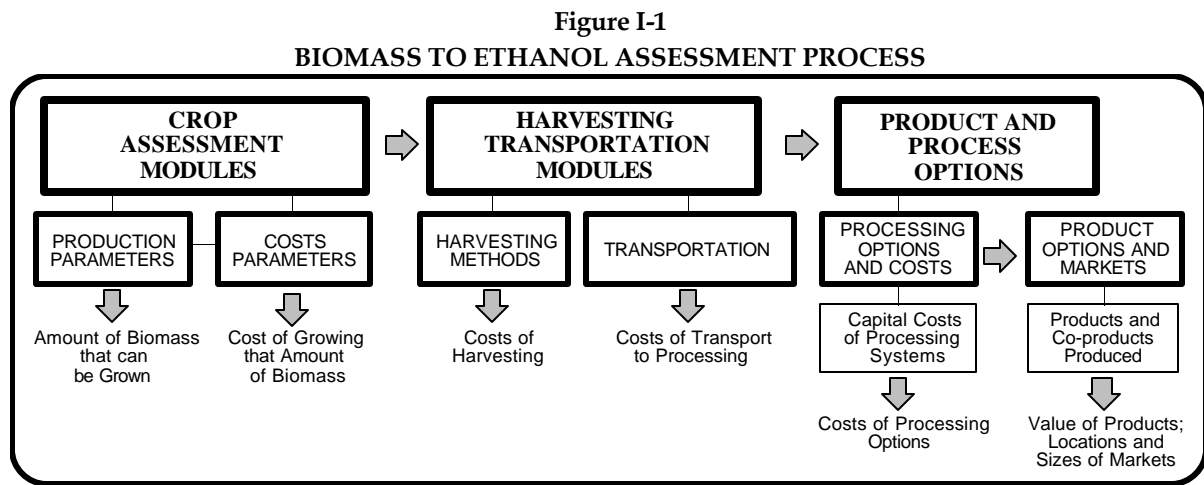 Figure I-1
BIOMASS TO ETHANOL ASSESSMENT PROCESS
CROP
ASSESSMENT
MODULES
HARVESTING
TRANSPORTATION
MODULES
PRODUCT AND
PROCESS
OPTIONS
PRODUCTION
PARAMETERS
COSTS
PARAMETERS
HARVESTING
METHODS
TRANSPORTATION
PROCESSING
OPTIONS
AND COSTS
PRODUCT
OPTIONS AND
MARKETS
Amount of Biomass
that can
be Grown
Cost of Growing
that Amount
of Biomass
Costs of
Harvesting
Costs of Transport
to Processing
Capital Costs
of Processing
Systems
Products and
Co-products
Produced
Costs of Processing
Options
Value of Products;
Locations and
Sizes of Markets